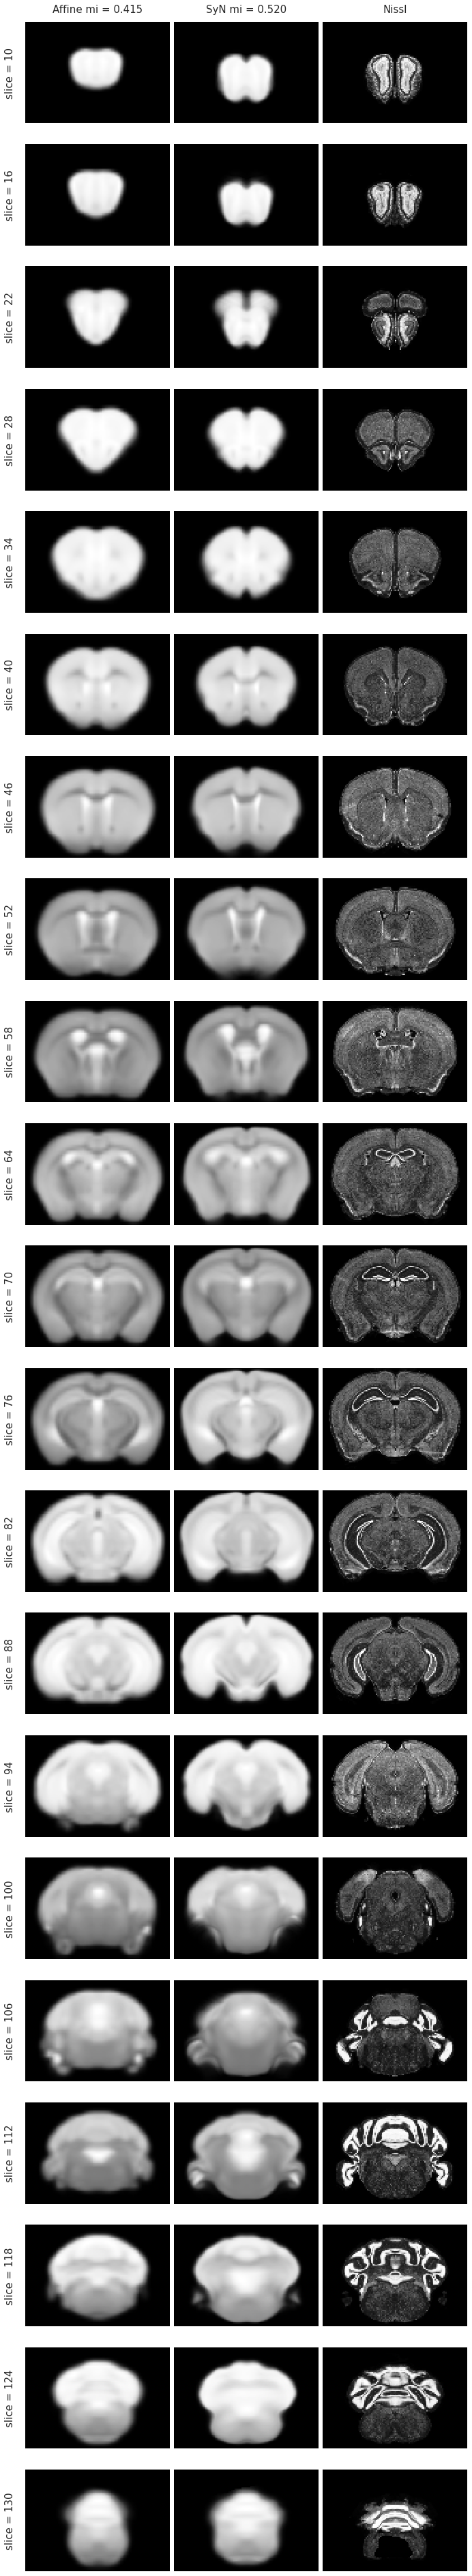 Affine mi = 0.415 SyN mi = 0.520 Nissl
slice = 10
slice = 16
slice = 22
slice = 28
slice = 34
slice = 40
slice = 46
slice = 52
slice = 58
slice = 64
slice = 70
slice = 76
slice = 82
slice = 88
slice = 94
slice = 100
slice = 106
slice = 112
slice = 118
slice = 124
slice = 130